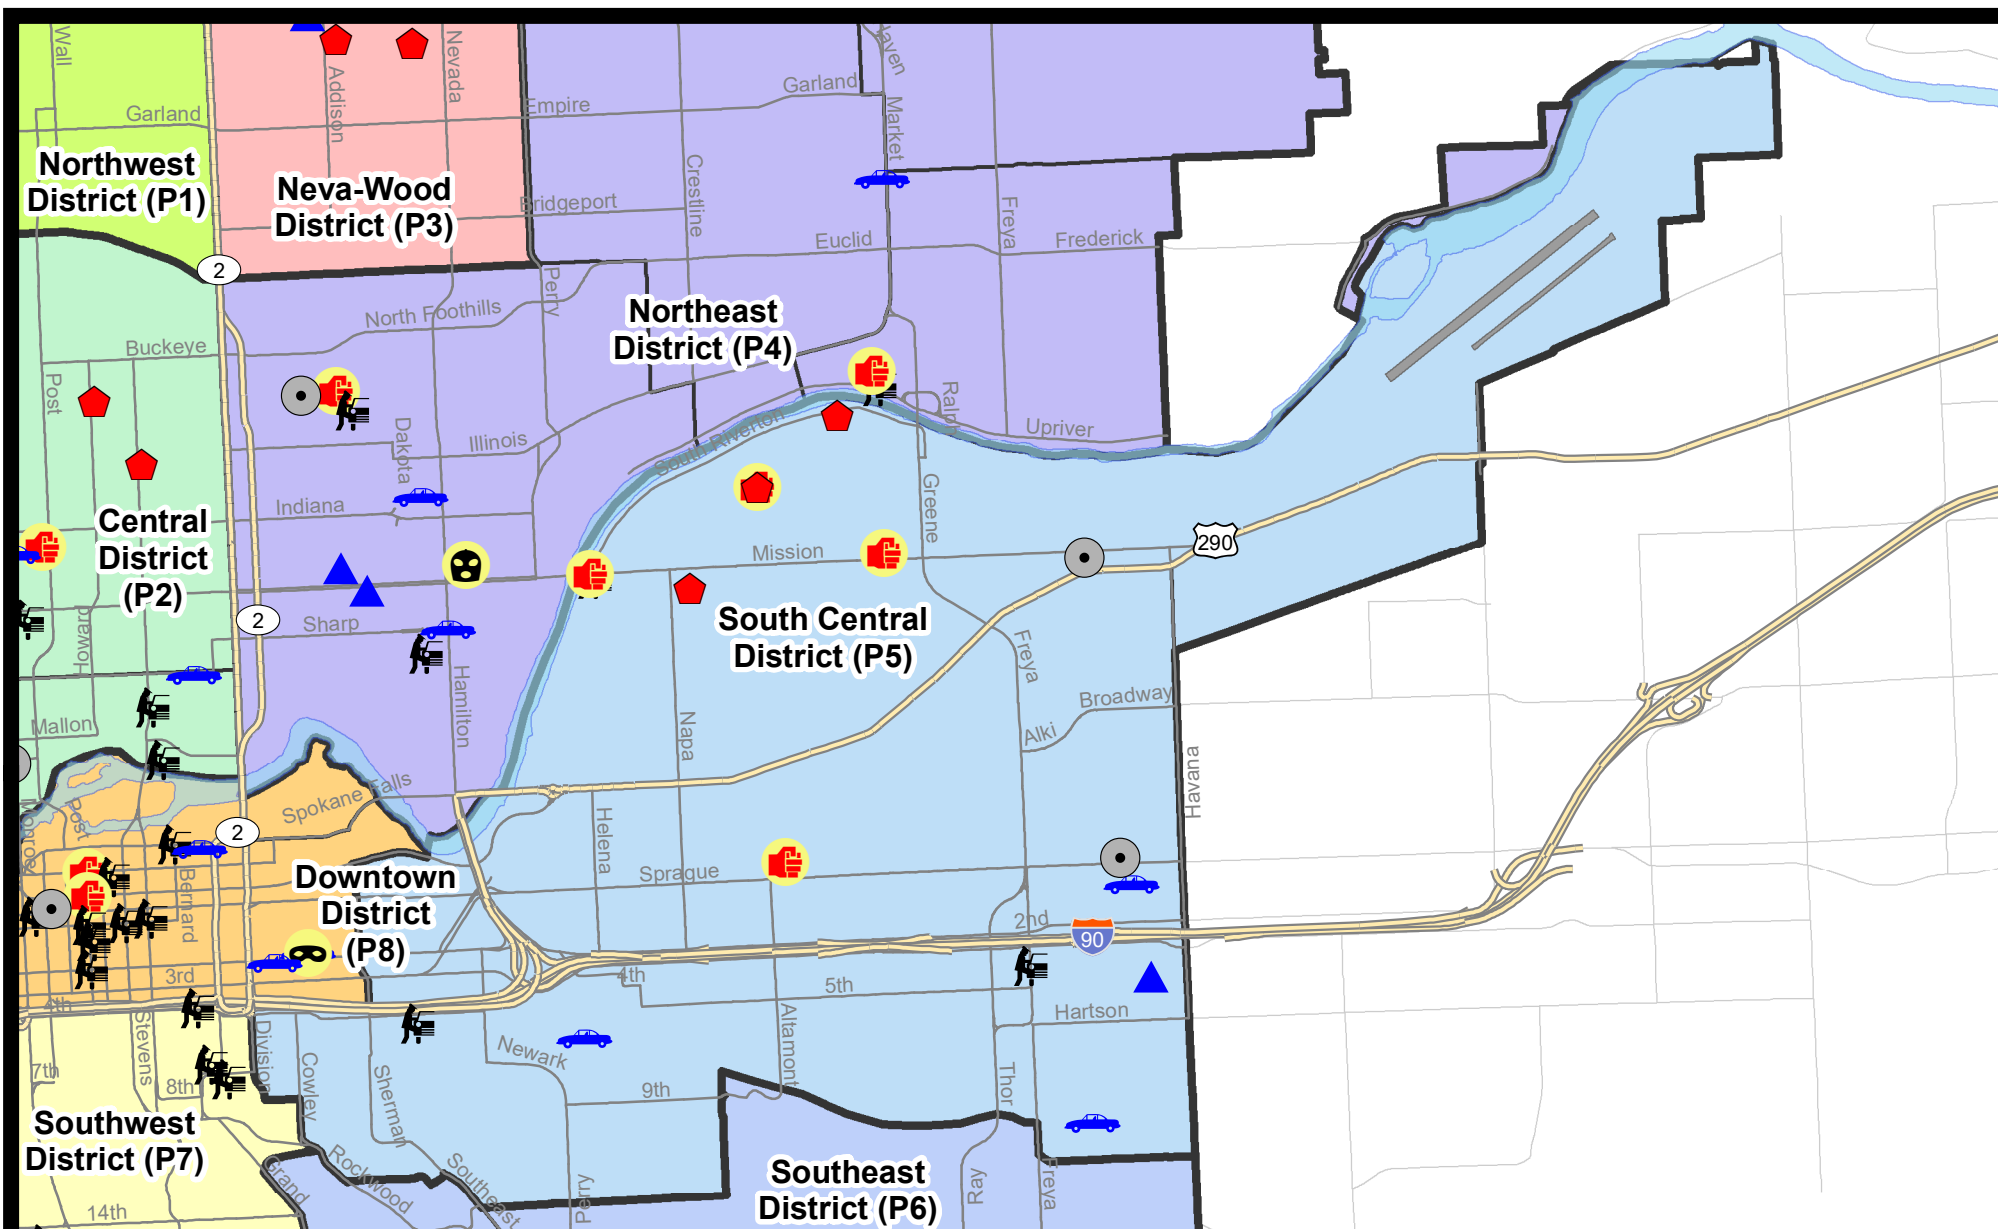 Wall
Nevada
Addison
Haven
Garland
Garland
Empire
Market
Northwest
District (P1)
Neva-Wood
District (P3)
Crestline
Bridgeport
Freya
Euclid
Frederick
2
Perry
North Foothills
Northeast
District (P4)
Buckeye
Post
Ralph
Dakota
Illinois
South Riverton
Upriver
Greene
Indiana
Central
District
(P2)
Mission
290
Howard
2
Sharp
South Central
District (P5)
Freya
Hamilton
Broadway
Mallon
Napa
Alki
Havana
Spokane Falls
Post
Monroe
Helena
2
Bernard
Downtown
District
(P8)
Sprague
2nd
90
3rd
4th
4th
5th
Stevens
Division
Altamont
Hartson
Newark
7th
8th
Cowley
Sherman
9th
Thor
Southwest
District (P7)
Grand
Rockwood
Southeast
Perry
Southeast
District (P6)
Ray
Freya
14th